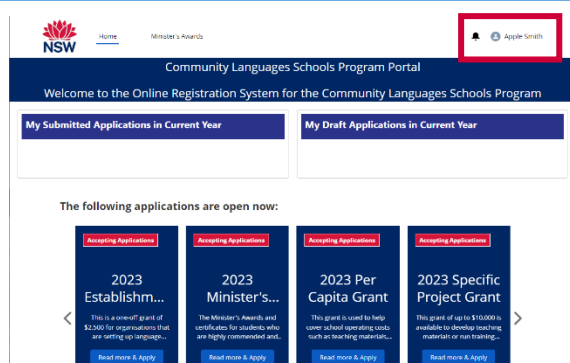 NSW
Home
Minister's Awards
Apple Smith
Community Languages Schools Program Portal
Welcome to the Online Registration System for the Community Languages Schools Program
My Submitted Applications in Current Year
My Draft Applications in Current Year
The following applications are open now:
Accepting Applications
2023
Establishm...
This is a one-off grant of
$2,500 for organisations that
are setting up language...
Read more & Apply
Accepting Applications
2023
Minister's...
The Minister's Awards and
certificates for students who
are highly commended and...
Read more & Apply
Accepting Applications
2023 Per
Capita Grant
This grant is used to help
cover school operating costs
such as teaching materials,...
Read more & Apply
Accepting Applications
2023 Specific
Project Grant
This grant of up to $10,000 is
available to develop teaching
materials or run training...
Read more & Apply